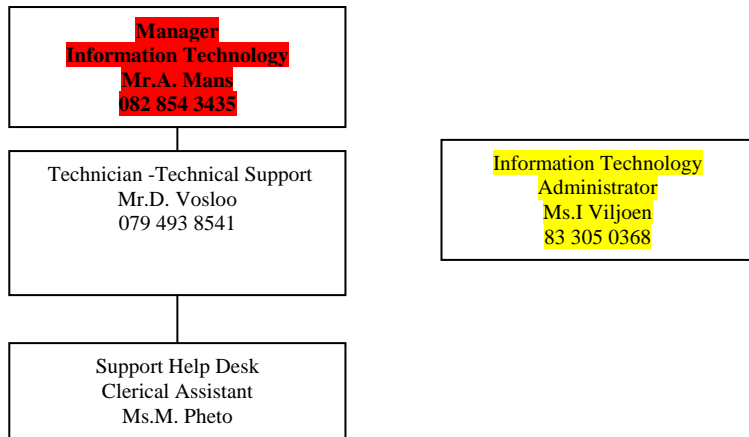 Manager
Information Technology
Mr.A. Mans
082 854 3435
Technician -Technical Support
Mr.D. Vosloo
079 493 8541
Information Technology
Administrator
Ms.I Viljoen
83 305 0368
Support Help Desk
Clerical Assistant
Ms.M. Pheto